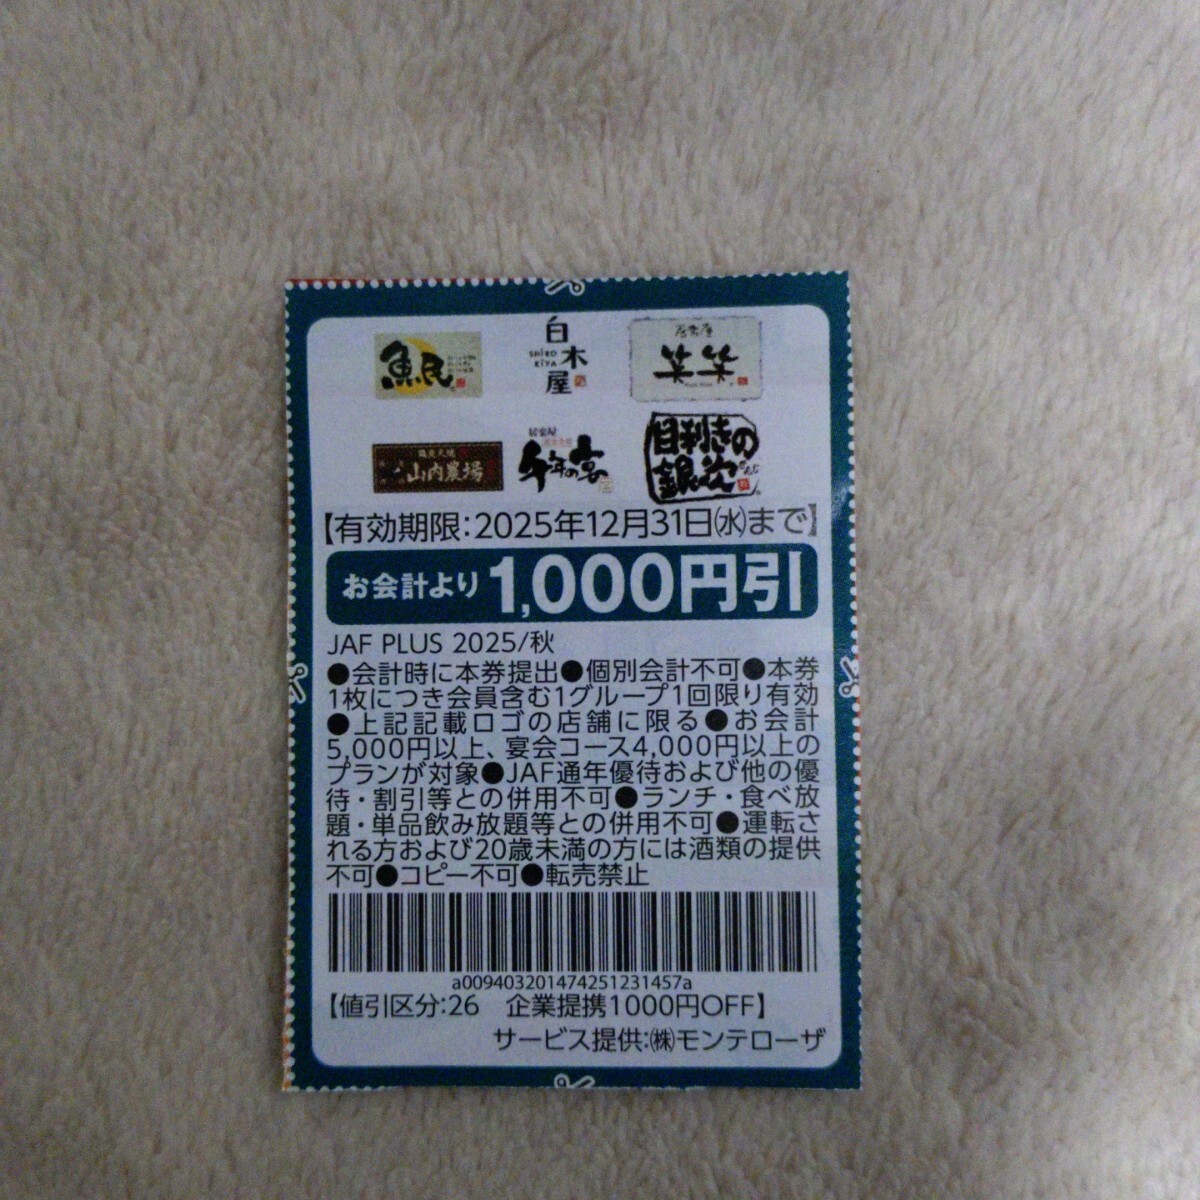 魚民
白木屋
SHIROKIYA
居楽屋
笑笑
山内農場
居楽屋
千年の宴
目利きの銀次
【有効期限:2025年12月31日㈬まで】
お会計より1,000円引
JAF PLUS 2025/秋
●会計時に本券提出●個別会計不可●本券
1枚につき会員含む1グループ1回限り有効
●上記記載ロゴの店舗に限る●お会計
5,000円以上、宴会コース4,000円以上の
プランが対象●JAF通年優待および他の優
待・割引等との併用不可●ランチ・食べ放
題・単品飲み放題等との併用不可●運転さ
れる方および20歳未満の方には酒類の提供
不可●コピー不可●転売禁止
a0094032014742512314​57a
【値引区分:26　企業提携1000円OFF】
サービス提供:㈱モンテローザ